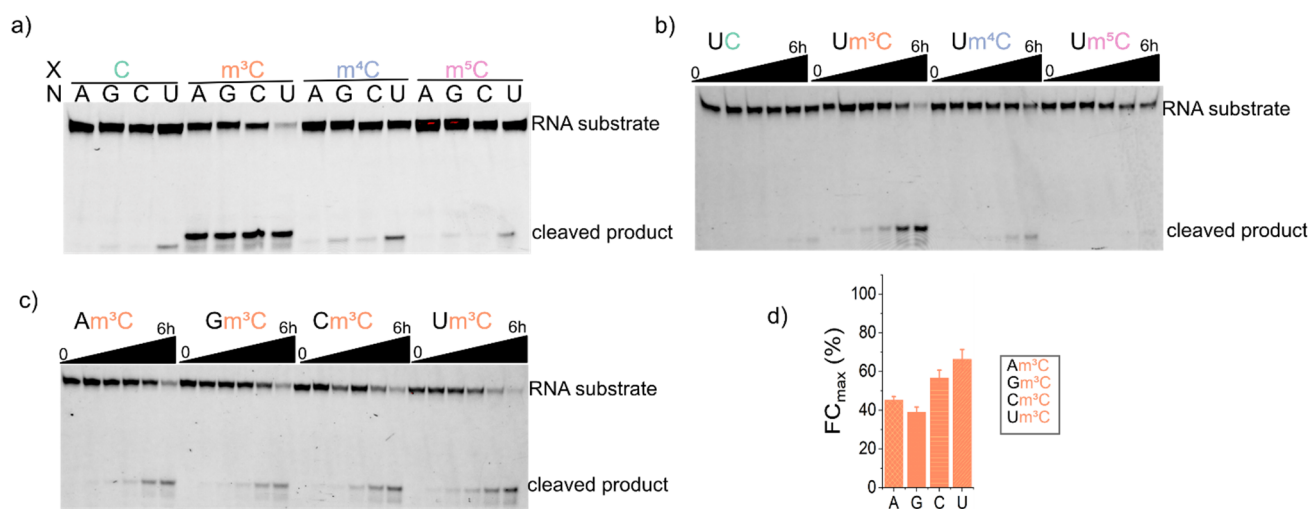 a)
X C m³C m⁴C m⁵C
N A G C U A G C U A G C U A G C U
RNA substrate
cleaved product
b)
UC 6h Um³C 6h Um⁴C 6h Um⁵C 6h
0 0 0 0
RNA substrate
cleaved product
c)
Am³C 6h Gm³C 6h Cm³C 6h Um³C 6h
0 0 0 0
RNA substrate
cleaved product
d)
FCmax (%)
100
80
60
40
20
0
A G C U
Am³C
Gm³C
Cm³C
Um³C